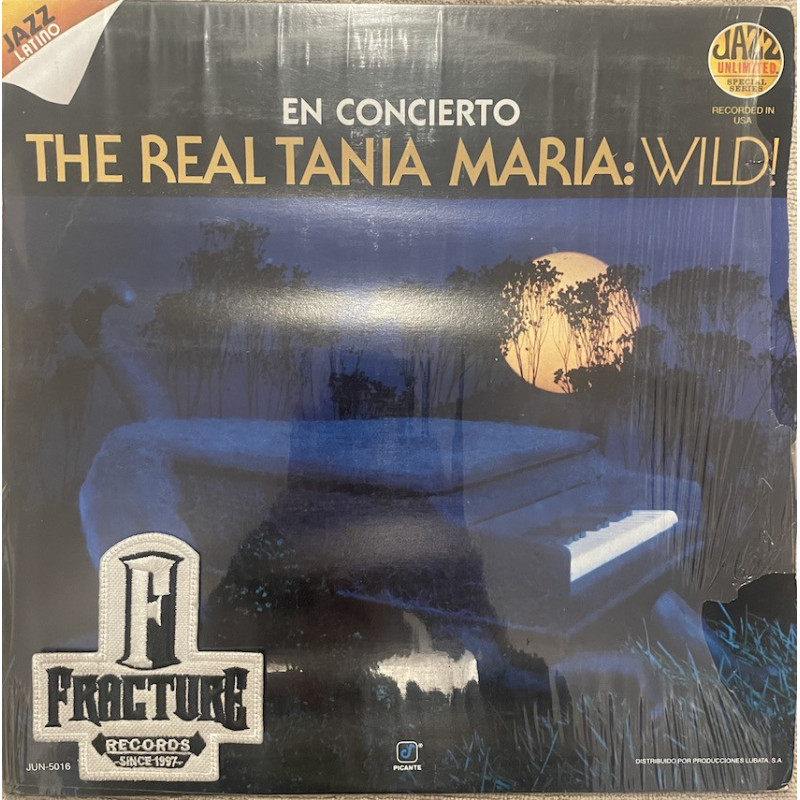 JAZZ
LATINO
JAZZ
UNLIMITED.
SPECIAL
SERIES
RECORDED IN
USA
EN CONCIERTO
THE REAL TANIA MARIA: WILD!
F
FRACTURE
RECORDS
SINCE 1997
JUN-5016
PICANTE
DISTRIBUIDO POR PRODUCCIONES LUBATA, S.A.